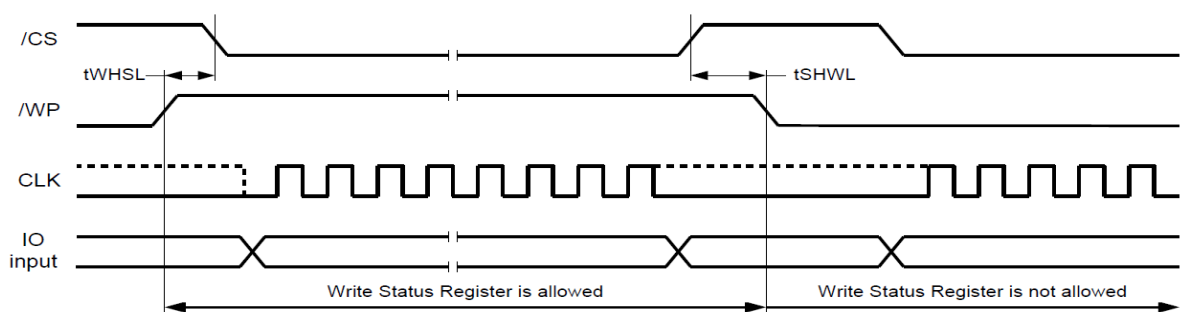 /CS
tWHSL
tSHWL
/WP
CLK
IO
input
Write Status Register is allowed
Write Status Register is not allowed